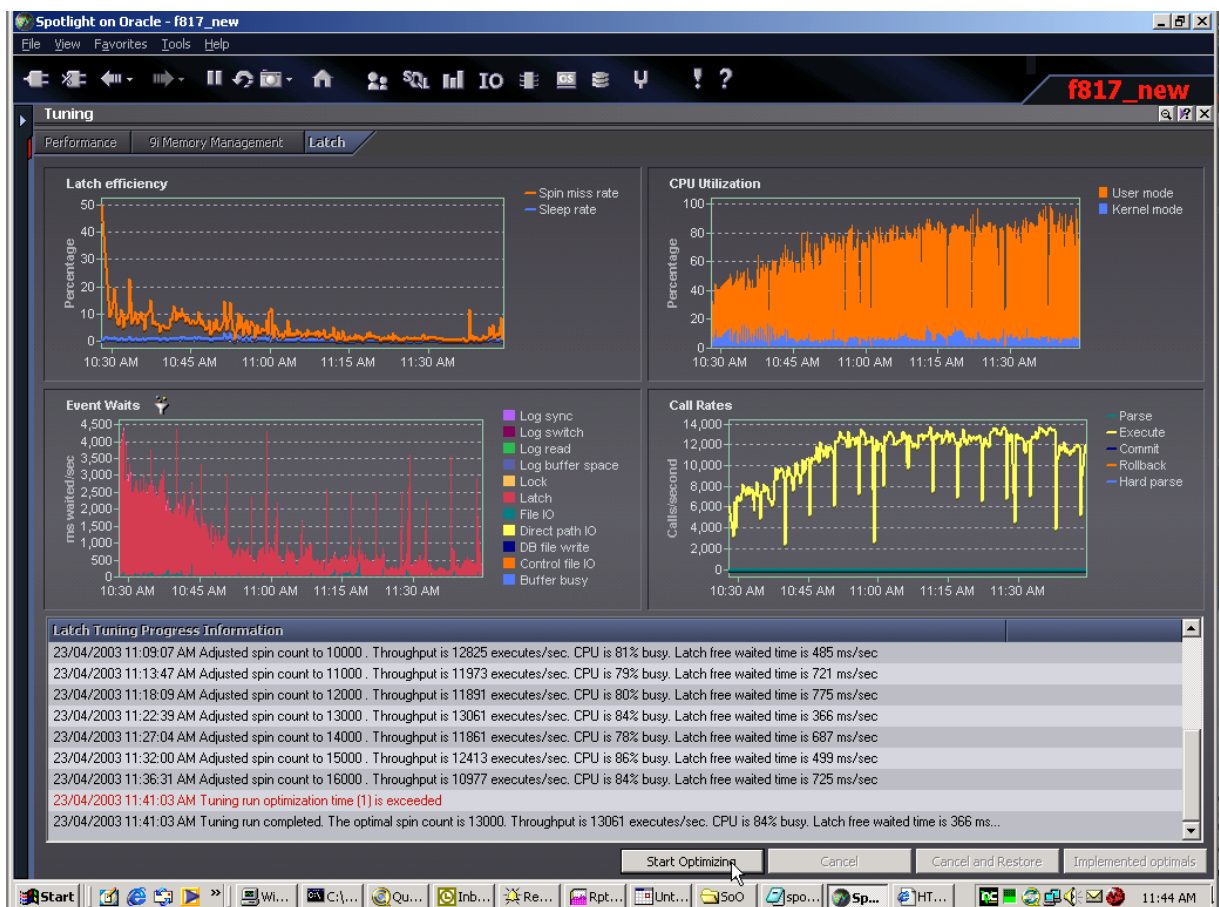 Spotlight on Oracle - f817_new
File View Favorites Tools Help
SQL IO OS ! ?
f817_new
Tuning
Performance 9i Memory Management Latch
Latch efficiency
Spin miss rate
Sleep rate
Percentage
50
40
30
20
10
0
10:30 AM 10:45 AM 11:00 AM 11:15 AM 11:30 AM
CPU Utilization
User mode
Kernel mode
Percentage
100
80
60
40
20
0
10:30 AM 10:45 AM 11:00 AM 11:15 AM 11:30 AM
Event Waits
Log sync
Log switch
Log read
Log buffer space
Lock
Latch
File IO
Direct path IO
DB file write
Control file IO
Buffer busy
ms waited/sec
4,500
4,000
3,500
3,000
2,500
2,000
1,500
1,000
500
0
10:30 AM 10:45 AM 11:00 AM 11:15 AM 11:30 AM
Call Rates
Parse
Execute
Commit
Rollback
Hard parse
Calls/second
14,000
12,000
10,000
8,000
6,000
4,000
2,000
0
10:30 AM 10:45 AM 11:00 AM 11:15 AM 11:30 AM
Latch Tuning Progress Information
23/04/2003 11:09:07 AM Adjusted spin count to 10000 . Throughput is 12825 executes/sec. CPU is 81% busy. Latch free waited time is 485 ms/sec
23/04/2003 11:13:47 AM Adjusted spin count to 11000 . Throughput is 11973 executes/sec. CPU is 79% busy. Latch free waited time is 721 ms/sec
23/04/2003 11:18:09 AM Adjusted spin count to 12000 . Throughput is 11891 executes/sec. CPU is 80% busy. Latch free waited time is 775 ms/sec
23/04/2003 11:22:39 AM Adjusted spin count to 13000 . Throughput is 13061 executes/sec. CPU is 84% busy. Latch free waited time is 366 ms/sec
23/04/2003 11:27:04 AM Adjusted spin count to 14000 . Throughput is 11861 executes/sec. CPU is 78% busy. Latch free waited time is 687 ms/sec
23/04/2003 11:32:00 AM Adjusted spin count to 15000 . Throughput is 12413 executes/sec. CPU is 86% busy. Latch free waited time is 499 ms/sec
23/04/2003 11:36:31 AM Adjusted spin count to 16000 . Throughput is 10977 executes/sec. CPU is 84% busy. Latch free waited time is 725 ms/sec
23/04/2003 11:41:03 AM Tuning run optimization time (1) is exceeded
23/04/2003 11:41:03 AM Tuning run completed. The optimal spin count is 13000. Throughput is 13061 executes/sec. CPU is 84% busy. Latch free waited time is 366 ms...
Start Optimizing Cancel Cancel and Restore Implemented optimals
Start » Wi... C:\... Qu... Inb... Re... Rpt... Unt... SoO spo... Sp... HT... 11:44 AM